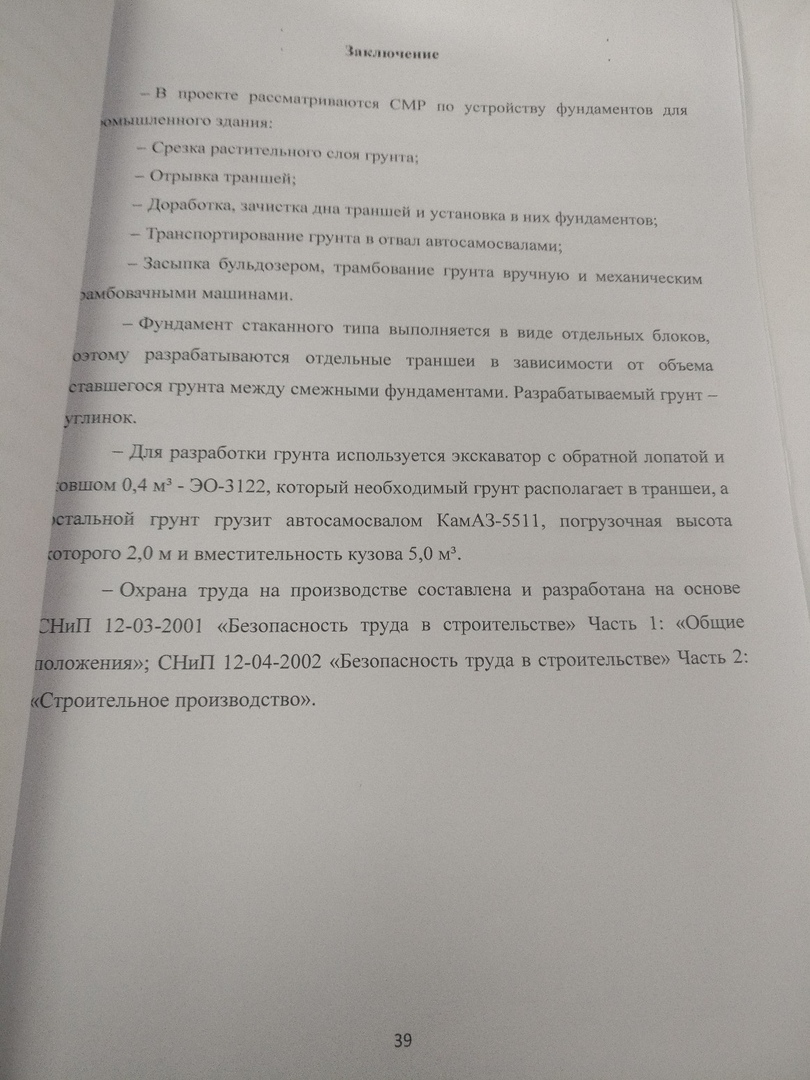 Заключение
– В проекте рассматриваются СМР по устройству фундаментов для
ромышленного здания:
– Срезка растительного слоя грунта;
– Отрывка траншей;
– Доработка, зачистка дна траншей и установка в них фундаментов;
– Транспортирование грунта в отвал автосамосвалами;
– Засыпка бульдозером, трамбование грунта вручную и механическим
рамбовачными машинами.
– Фундамент стаканного типа выполняется в виде отдельных блоков,
оэтому разрабатываются отдельные траншеи в зависимости от объема
ставшегося грунта между смежными фундаментами. Разрабатываемый грунт –
углинок.
– Для разработки грунта используется экскаватор с обратной лопатой и
ковшом 0,4 м³ - ЭО-3122, который необходимый грунт располагает в траншеи, а
остальной грунт грузит автосамосвалом КамАЗ-5511, погрузочная высота
которого 2,0 м и вместительность кузова 5,0 м³.
– Охрана труда на производстве составлена и разработана на основе
СНиП 12-03-2001 «Безопасность труда в строительстве» Часть 1: «Общие
положения»; СНиП 12-04-2002 «Безопасность труда в строительстве» Часть 2:
«Строительное производство».
39